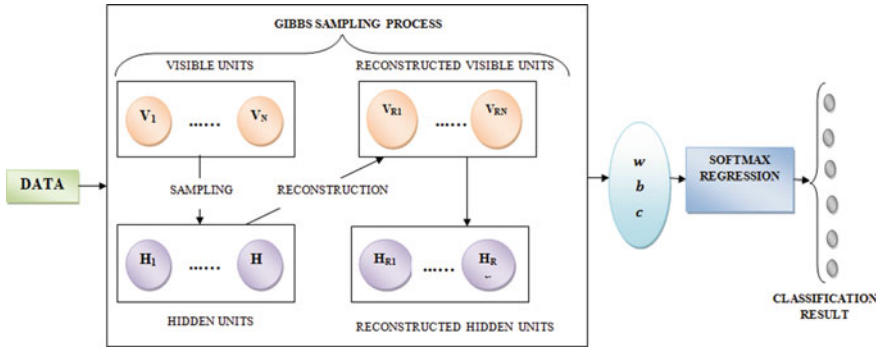 GIBBS SAMPLING PROCESS
VISIBLE UNITS
RECONSTRUCTED VISIBLE UNITS
V1 ...... VN
VR1 ...... VRN
DATA
SAMPLING
RECONSTRUCTION
w
b
c
SOFTMAX
REGRESSION
H1 ...... H
HR1 ...... HR
HIDDEN UNITS
RECONSTRUCTED HIDDEN UNITS
CLASSIFICATION
RESULT